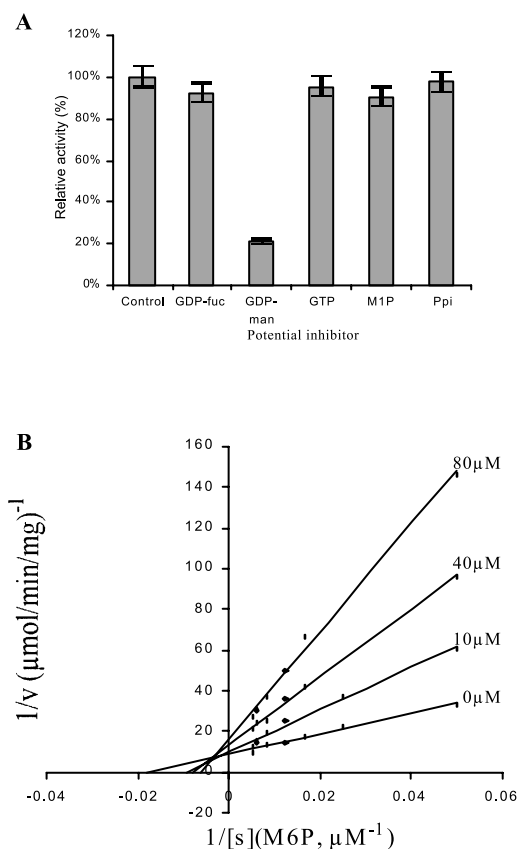 A
120%
100%
80%
60%
40%
20%
0%
Relative activity (%)
Control GDP-fuc GDP- GTP M1P Ppi
man
Potential inhibitor
B
160
140
120
100
80
60
40
20
0
-20
1/v (µmol/min/mg)-1
80µM
40µM
10µM
0µM
-0.04 -0.02 0 0.02 0.04 0.06
1/[s](M6P, µM-1)